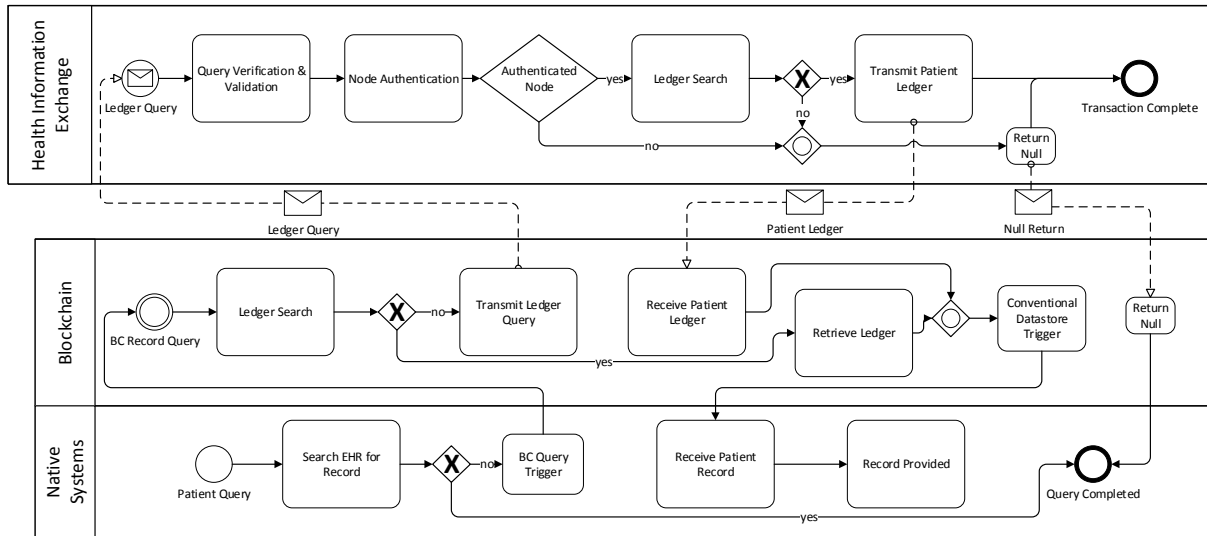 Health Information
Exchange
Ledger Query
Query Verification &
Validation
Node Authentication
Authenticated
Node
yes
no
Ledger Search
X
yes
no
Transmit Patient
Ledger
Return
Null
Transaction Complete
Ledger Query
Patient Ledger
Null Return
Blockchain
BC Record Query
Ledger Search
X
no
yes
Transmit Ledger
Query
Receive Patient
Ledger
Retrieve Ledger
Conventional
Datastore
Trigger
Return
Null
Native
Systems
Patient Query
Search EHR for
Record
X
no
yes
BC Query
Trigger
Receive Patient
Record
Record Provided
Query Completed